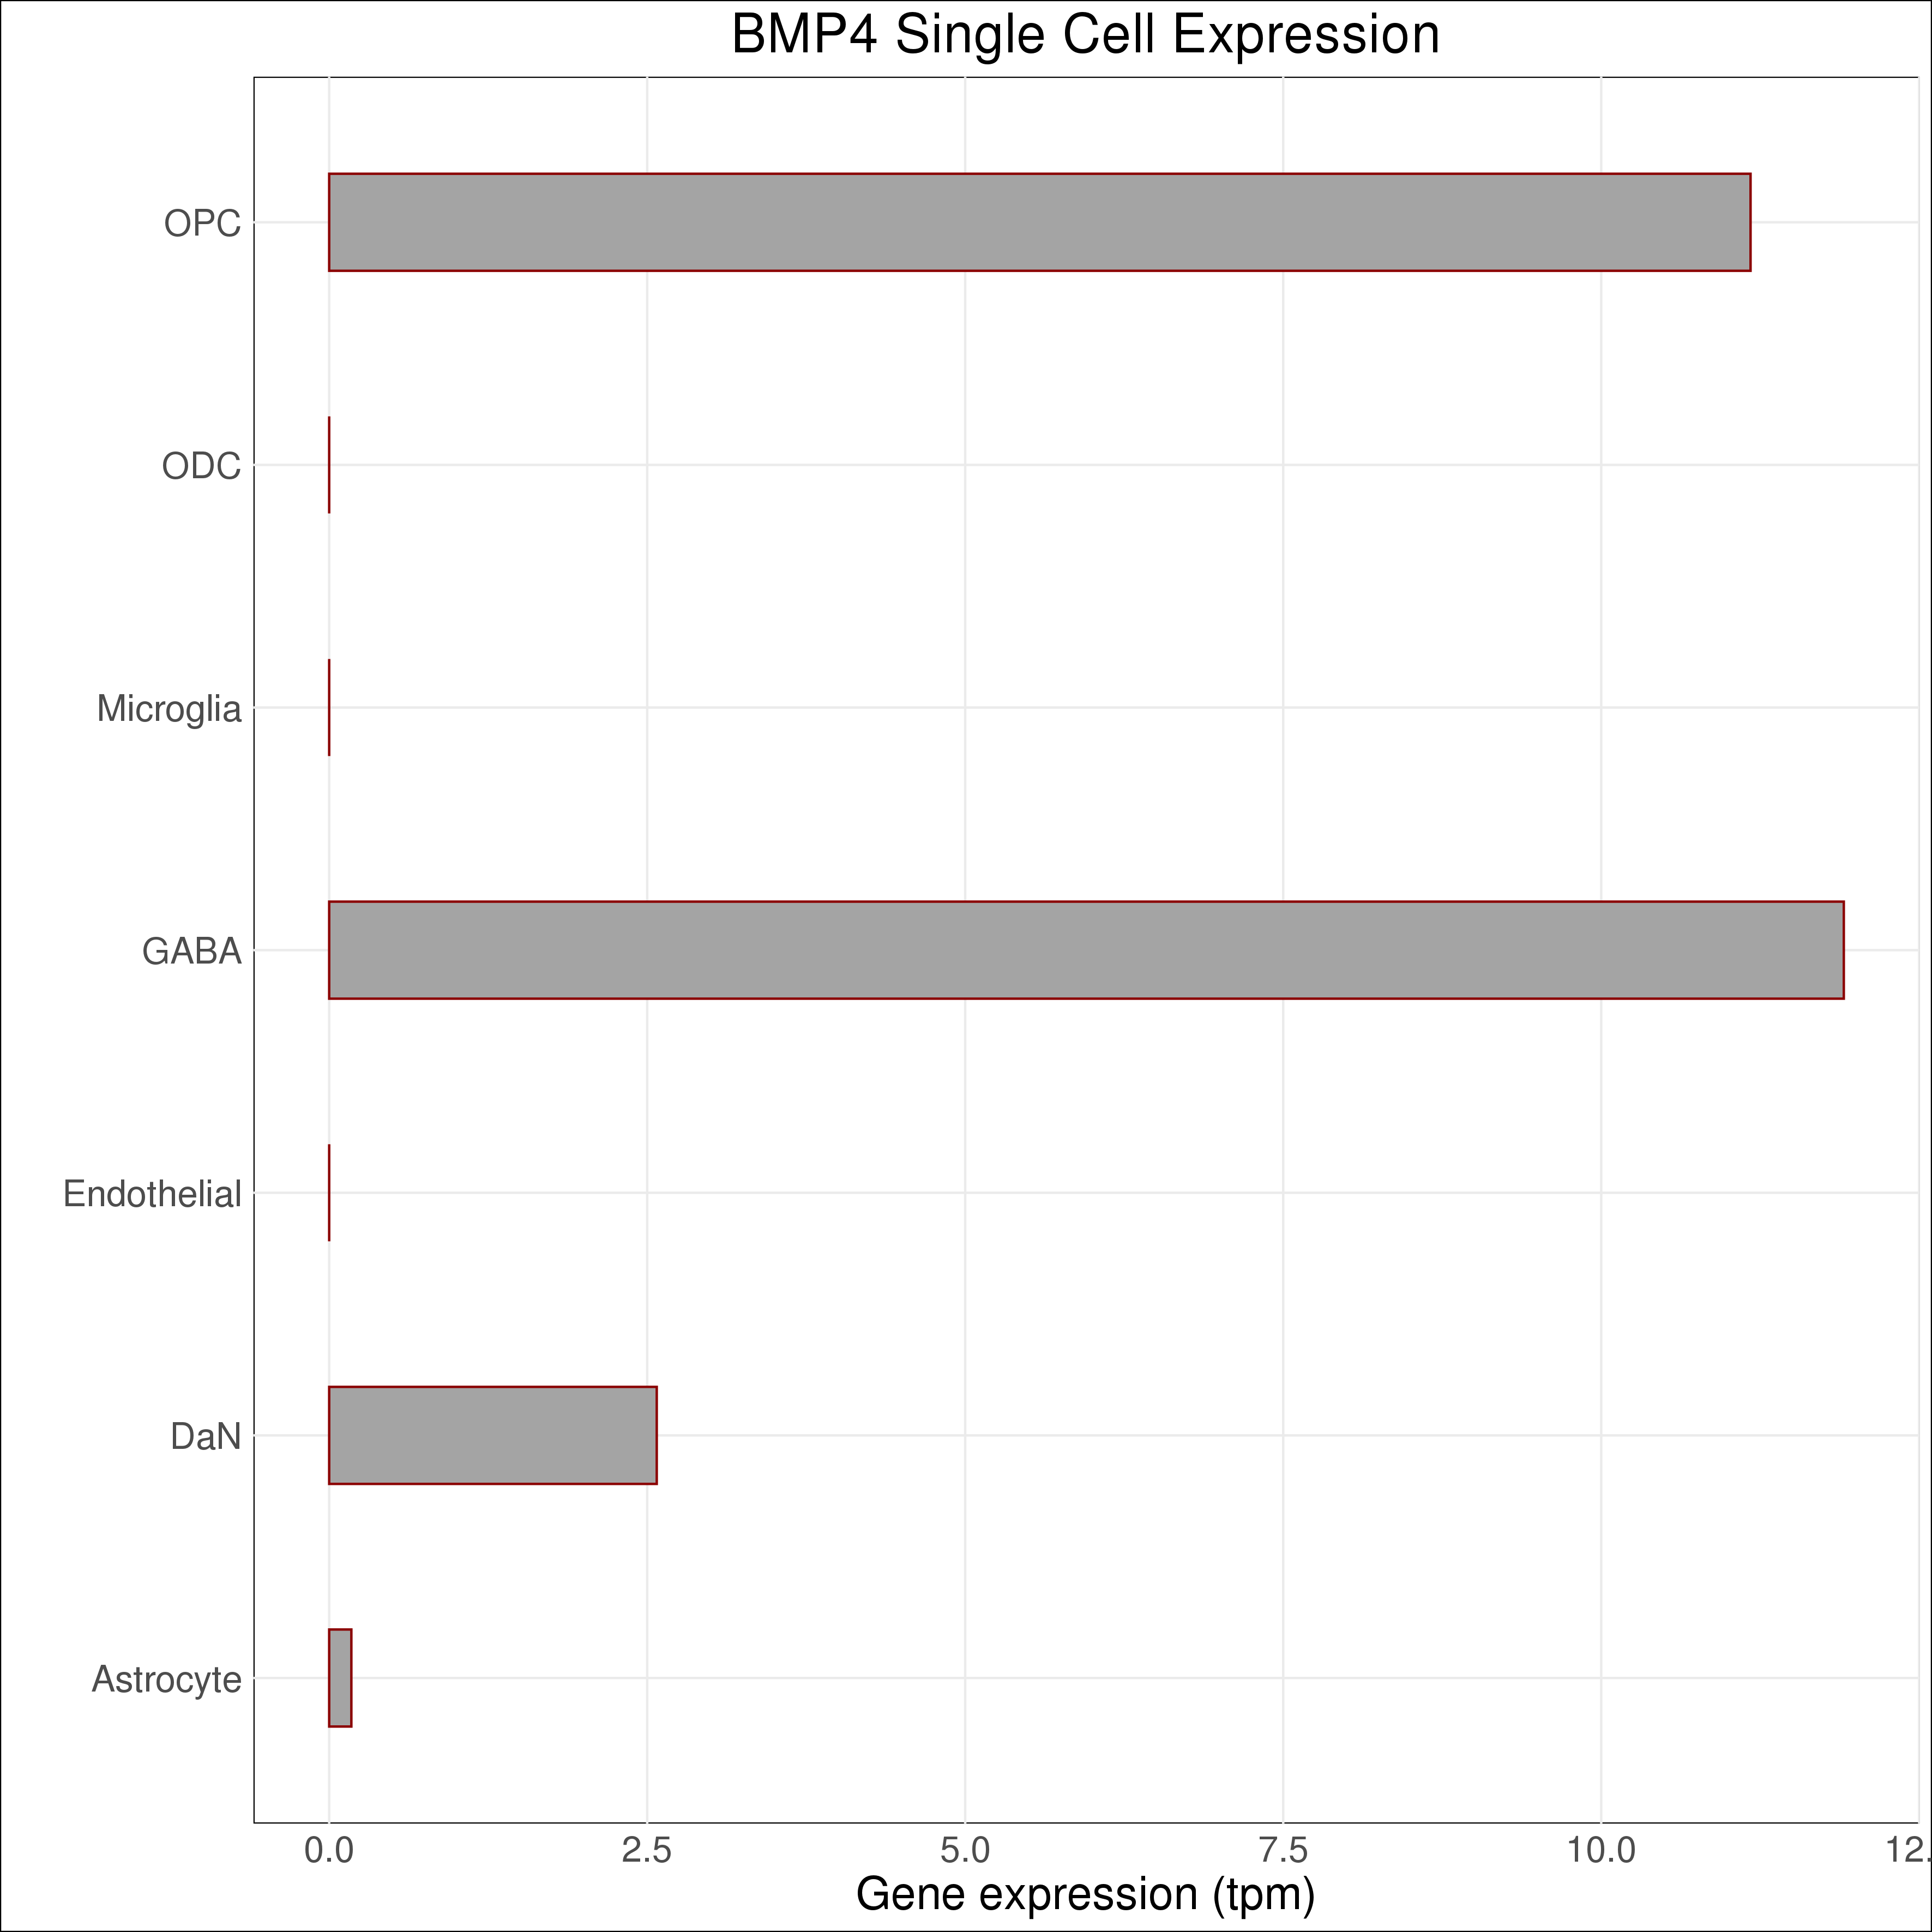 BMP4 Single Cell Expression
OPC
ODC
Microglia
GABA
Endothelial
DaN
Astrocyte
0.0 2.5 5.0 7.5 10.0 12.
Gene expression (tpm)